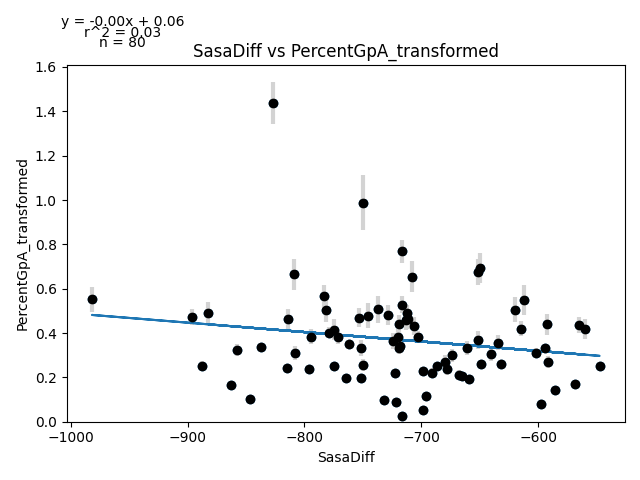 y = -0.00x + 0.06
r^2 = 0.03
n = 80
SasaDiff vs PercentGpA_transformed
1.6
1.4
1.2
1.0
0.8
0.6
0.4
0.2
0.0
PercentGpA_transformed
−1000
−900
−800
−700
−600
SasaDiff